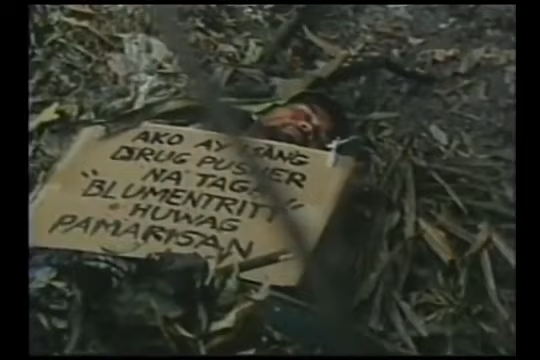 AKO AY ISANG
DRUG PUSHER
NA TAGA
"BLUMENTRITT"
HUWAG
PAMARISAN